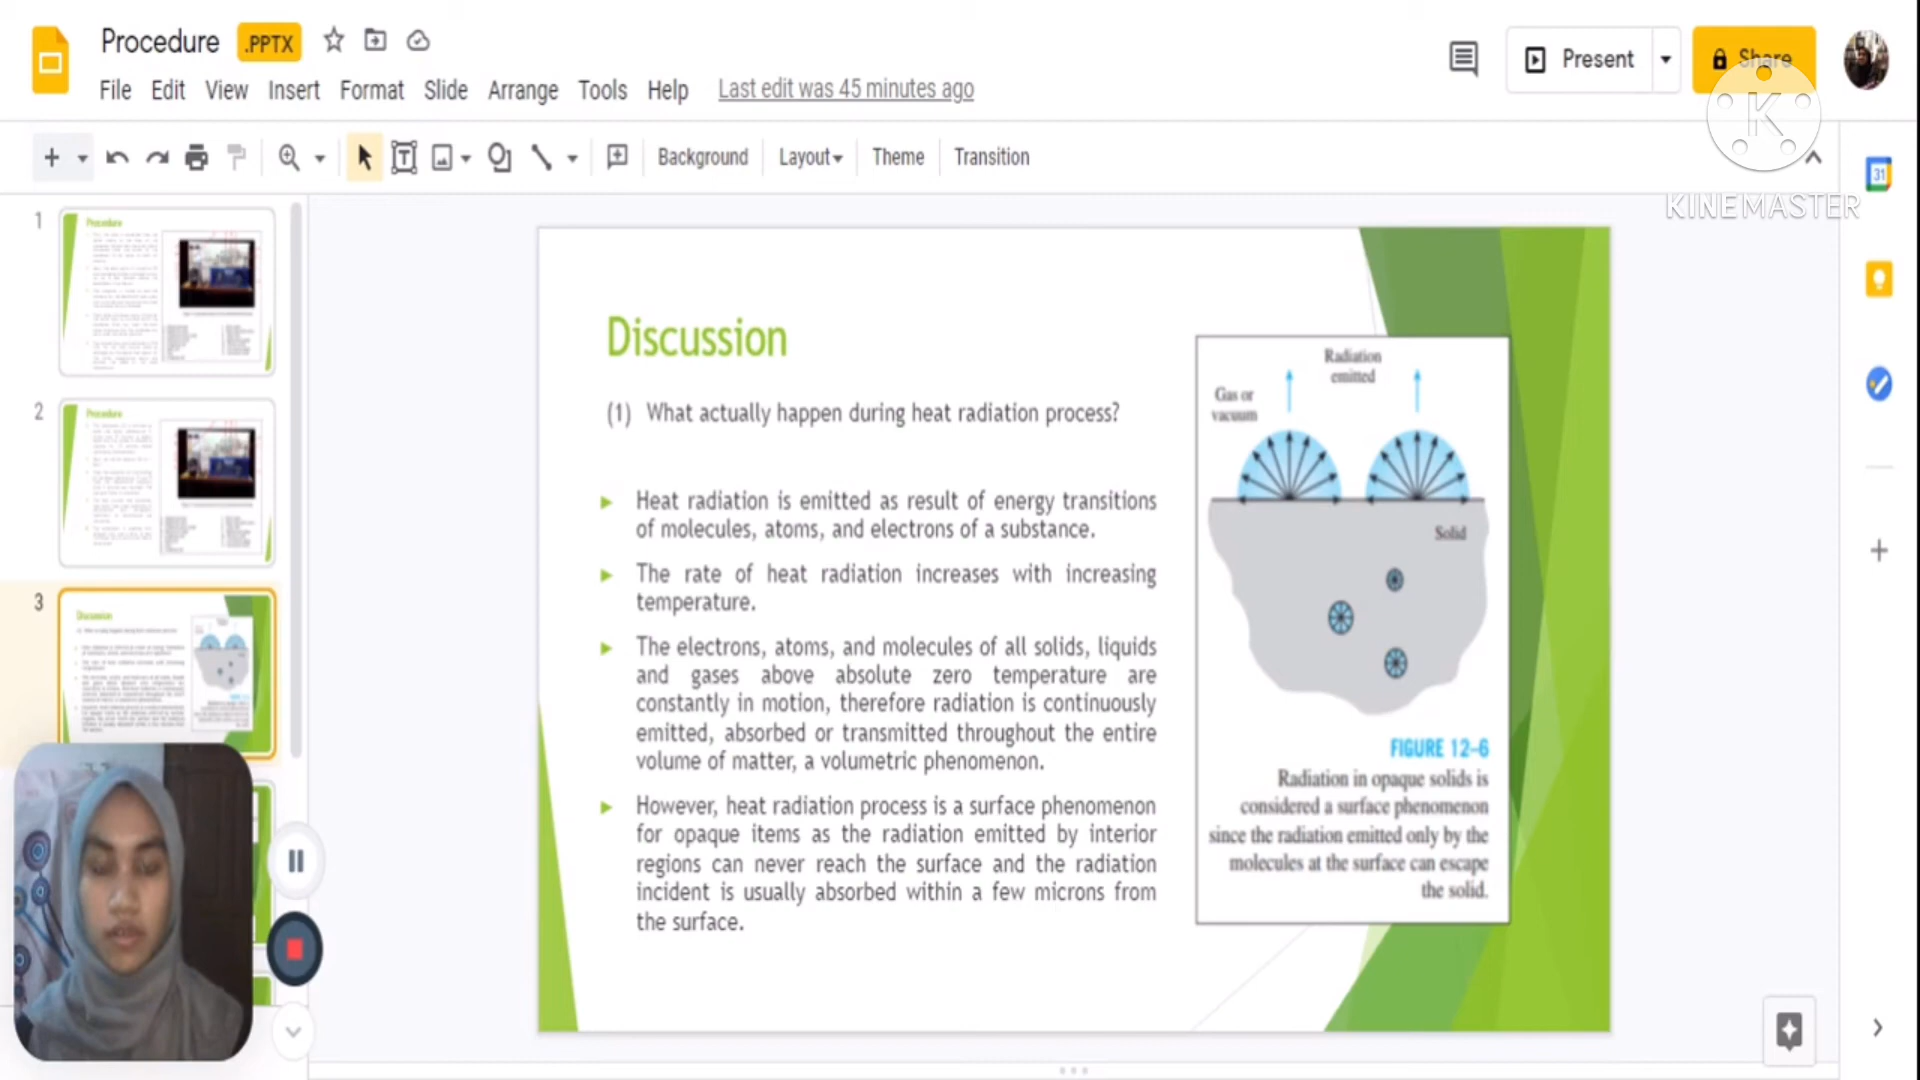 Procedure .PPTX
File Edit View Insert Format Slide Arrange Tools Help Last edit was 45 minutes ago
Present
Share
K
KINEMASTER
Background Layout Theme Transition
31
1
Procedure
2
Procedure
3
Discussion
Discussion
(1) What actually happen during heat radiation process?
Heat radiation is emitted as result of energy transitions
of molecules, atoms, and electrons of a substance.
The rate of heat radiation increases with increasing
temperature.
The electrons, atoms, and molecules of all solids, liquids
and gases above absolute zero temperature are
constantly in motion, therefore radiation is continuously
emitted, absorbed or transmitted throughout the entire
volume of matter, a volumetric phenomenon.
However, heat radiation process is a surface phenomenon
for opaque items as the radiation emitted by interior
regions can never reach the surface and the radiation
incident is usually absorbed within a few microns from
the surface.
Radiation
emitted
Gas or
vacuum
Solid
FIGURE 12–6
Radiation in opaque solids is
considered a surface phenomenon
since the radiation emitted only by the
molecules at the surface can escape
the solid.